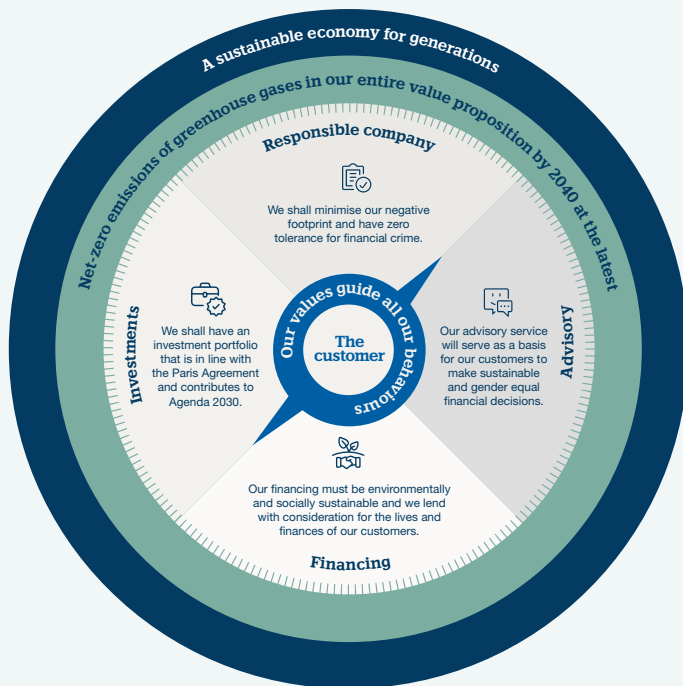 A sustainable economy for generations
Net-zero emissions of greenhouse gases in our entire value proposition by 2040 at the latest
Responsible company
We shall minimise our negative
footprint and have zero
tolerance for financial crime.
Investments
We shall have an
investment portfolio
that is in line with
the Paris Agreement
and contributes to
Agenda 2030.
Our values guide all our behaviours
The
customer
Our advisory service
will serve as a basis
for our customers to
make sustainable
and gender equal
financial decisions.
Advisory
Our financing must be environmentally
and socially sustainable and we lend
with consideration for the lives and
finances of our customers.
Financing